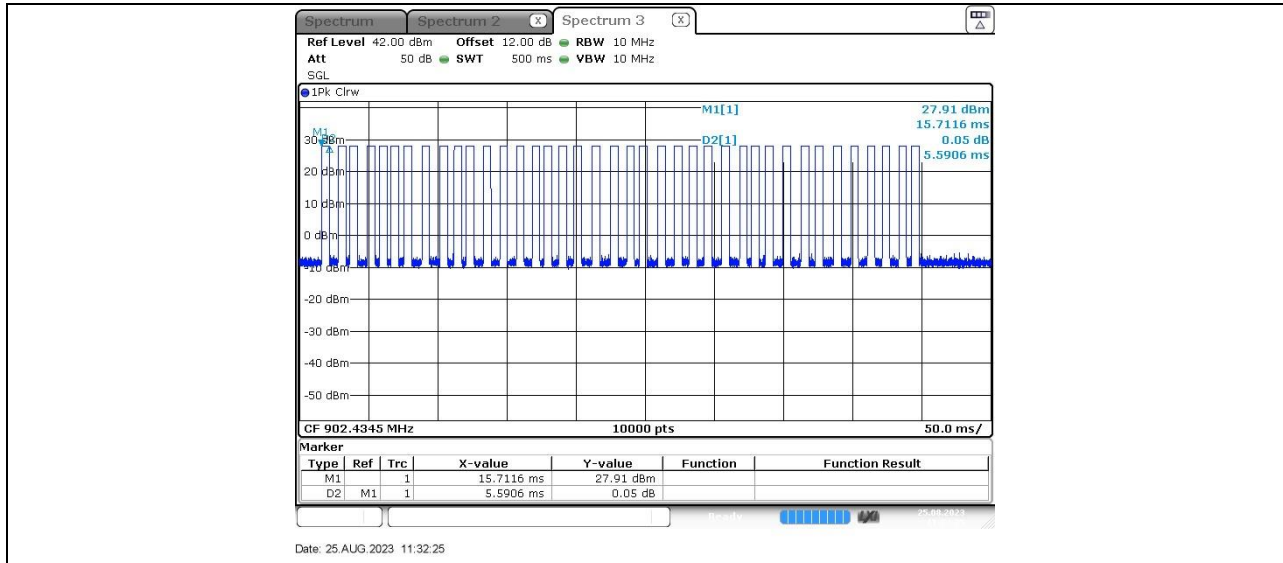 Spectrum Spectrum 2 X Spectrum 3 X
Ref Level 42.00 dBm Offset 12.00 dB RBW 10 MHz
Att 50 dB SWT 500 ms VBW 10 MHz
SGL
1Pk Clrw
M1[1] 27.91 dBm
15.7116 ms
D2[1] 0.05 dB
5.5906 ms
M1
D2
30 dBm
20 dBm
10 dBm
0 dBm
-10 dBm
-20 dBm
-30 dBm
-40 dBm
-50 dBm
CF 902.4345 MHz 10000 pts 50.0 ms/
Marker
Type Ref Trc X-value Y-value Function Function Result
M1 1 15.7116 ms 27.91 dBm
D2 M1 1 5.5906 ms 0.05 dB
Ready 25.08.2023
Date: 25.AUG.2023 11:32:25